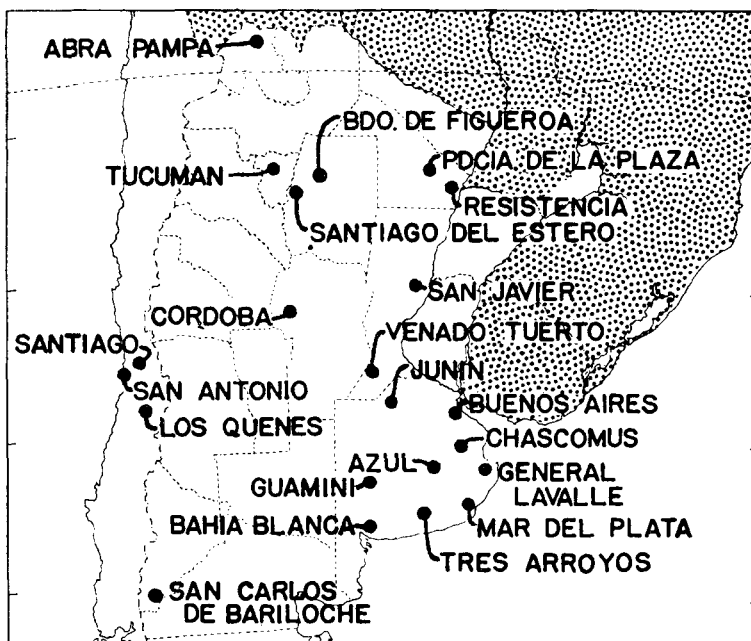 ABRA PAMPA
BDO. DE FIGUEROA
TUCUMAN
PDCIA DE LA PLAZA
RESISTENCIA
SANTIAGO DEL ESTERO
SAN JAVIER
CORDOBA
VENADO TUERTO
SANTIAGO
JUNIN
SAN ANTONIO
BUENOS AIRES
LOS QUENES
CHASCOMUS
AZUL
GENERAL
LAVALLE
GUAMINI
BAHIA BLANCA
MAR DEL PLATA
TRES ARROYOS
SAN CARLOS
DE BARILOCHE